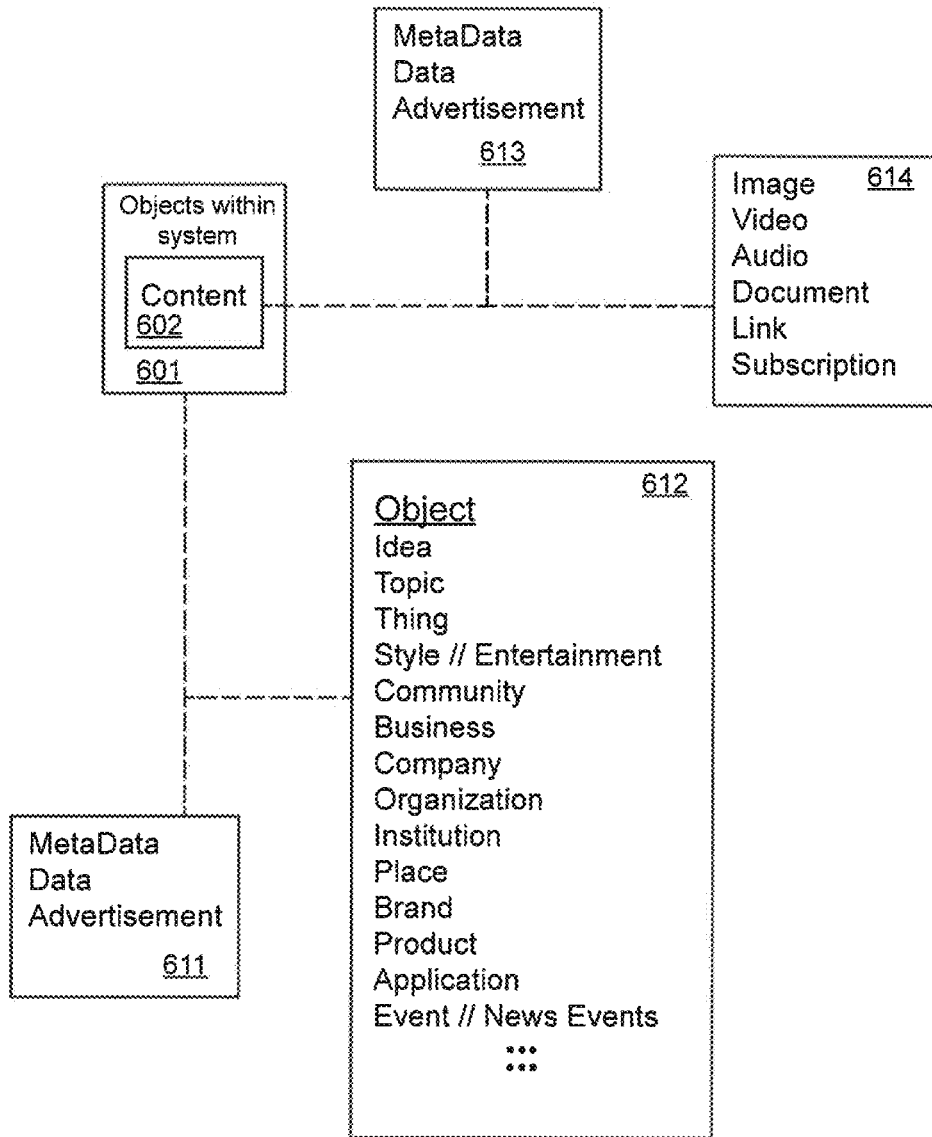 MetaData
Data
Advertisement
613
Image 614
Video
Audio
Document
Link
Subscription
Objects within
system
Content
602
601
612
Object
Idea
Topic
Thing
Style // Entertainment
Community
Business
Company
Organization
Institution
Place
Brand
Product
Application
Event // News Events
MetaData
Data
Advertisement
611